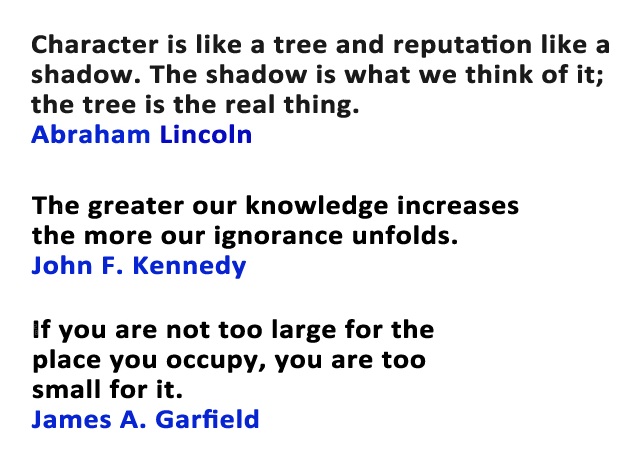 Character is like a tree and reputation like a
shadow. The shadow is what we think of it;
the tree is the real thing.
Abraham Lincoln
The greater our knowledge increases
the more our ignorance unfolds.
John F. Kennedy
If you are not too large for the
place you occupy, you are too
small for it.
James A. Garfield